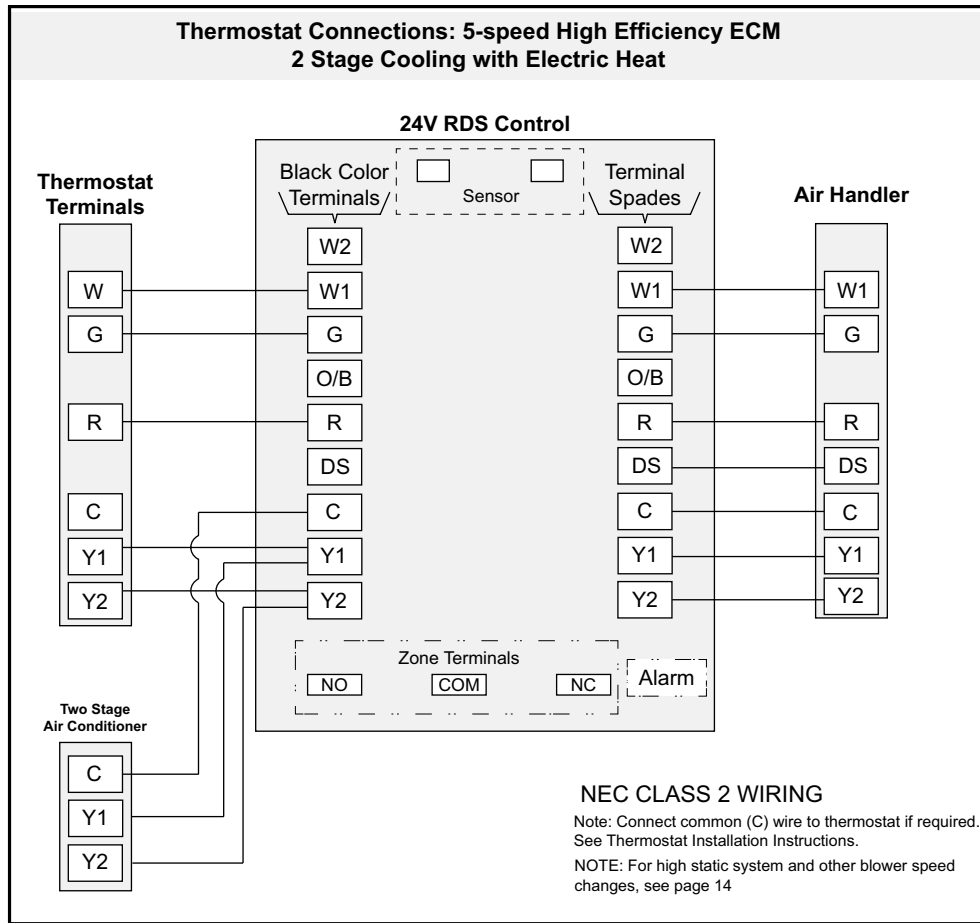 Thermostat Connections: 5-speed High Efficiency ECM
2 Stage Cooling with Electric Heat
24V RDS Control
Thermostat
Terminals
W
G
R
C
Y1
Y2
Black Color
Terminals
W2
W1
G
O/B
R
DS
C
Y1
Y2
Sensor
Terminal
Spades
W2
W1
G
O/B
R
DS
C
Y1
Y2
Air Handler
W1
G
R
DS
C
Y1
Y2
Zone Terminals
NO
COM
NC
Alarm
Two Stage
Air Conditioner
C
Y1
Y2
NEC CLASS 2 WIRING
Note: Connect common (C) wire to thermostat if required.
See Thermostat Installation Instructions.
NOTE: For high static system and other blower speed
changes, see page 14